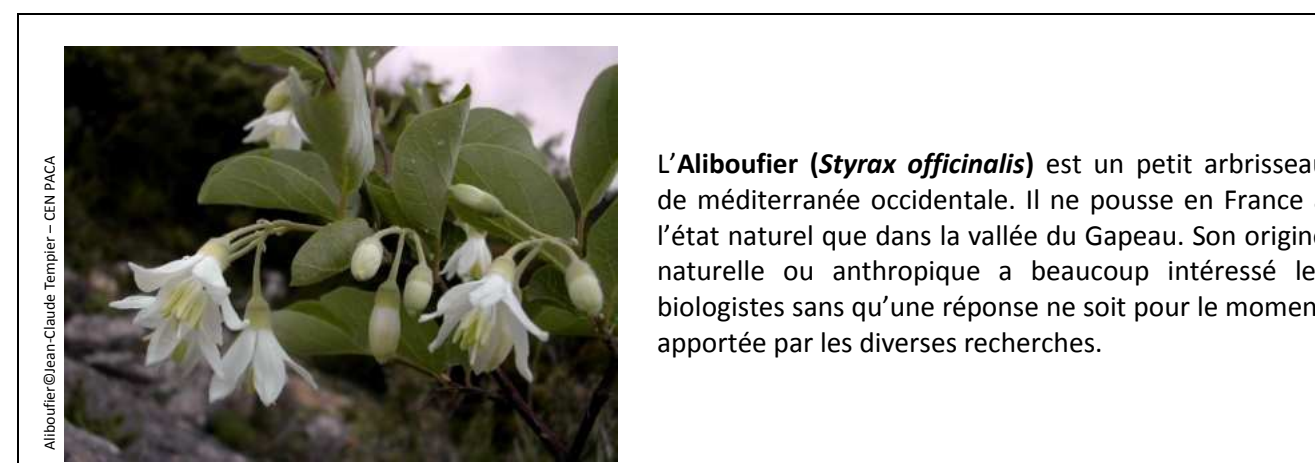 Aliboufier©Jean-Claude Tempier – CEN PACA
L'Aliboufier (Styrax officinalis) est un petit arbrisseau
de méditerranée occidentale. Il ne pousse en France
l'état naturel que dans la vallée du Gapeau. Son origine
naturelle ou anthropique a beaucoup intéressé le
biologistes sans qu'une réponse ne soit pour le momen
apportée par les diverses recherches.